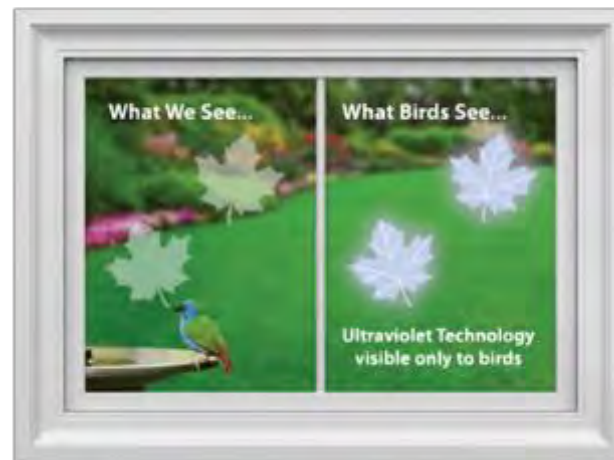 What We See...
What Birds See...
Ultraviolet Technology
visible only to birds